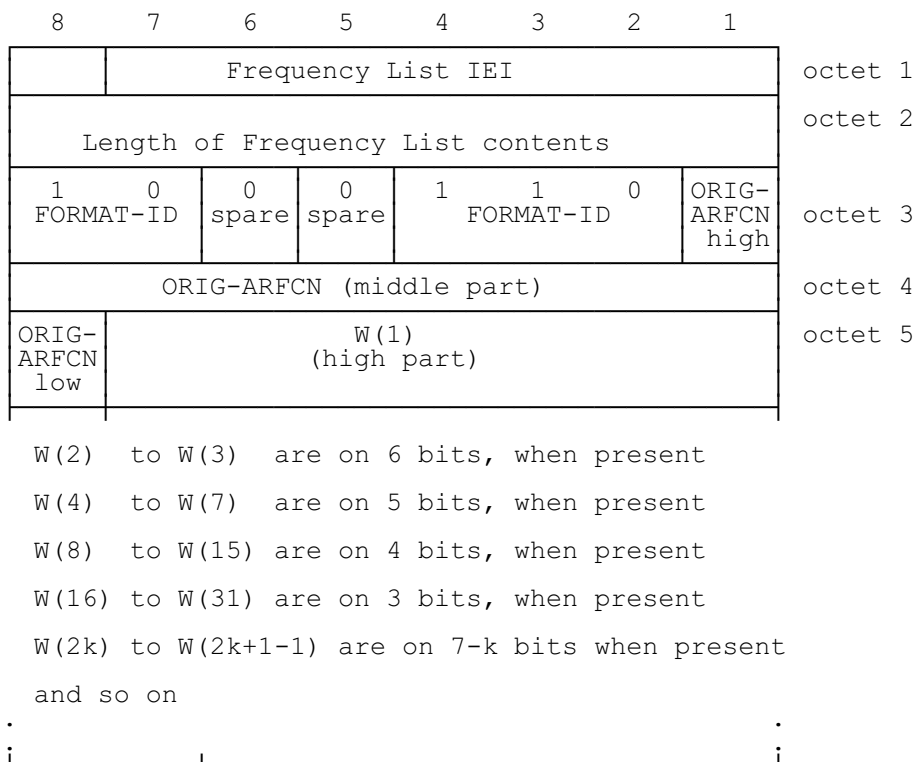 8 7 6 5 4 3 2 1
Frequency List IEI octet 1
octet 2
Length of Frequency List contents
1 0 0 0 1 1 0 ORIG-
FORMAT-ID spare spare FORMAT-ID ARFCN octet 3
high
ORIG-ARFCN (middle part) octet 4
ORIG- W(1) octet 5
ARFCN (high part)
low
W(2) to W(3) are on 6 bits, when present
W(4) to W(7) are on 5 bits, when present
W(8) to W(15) are on 4 bits, when present
W(16) to W(31) are on 3 bits, when present
W(2k) to W(2k+1-1) are on 7-k bits when present
and so on